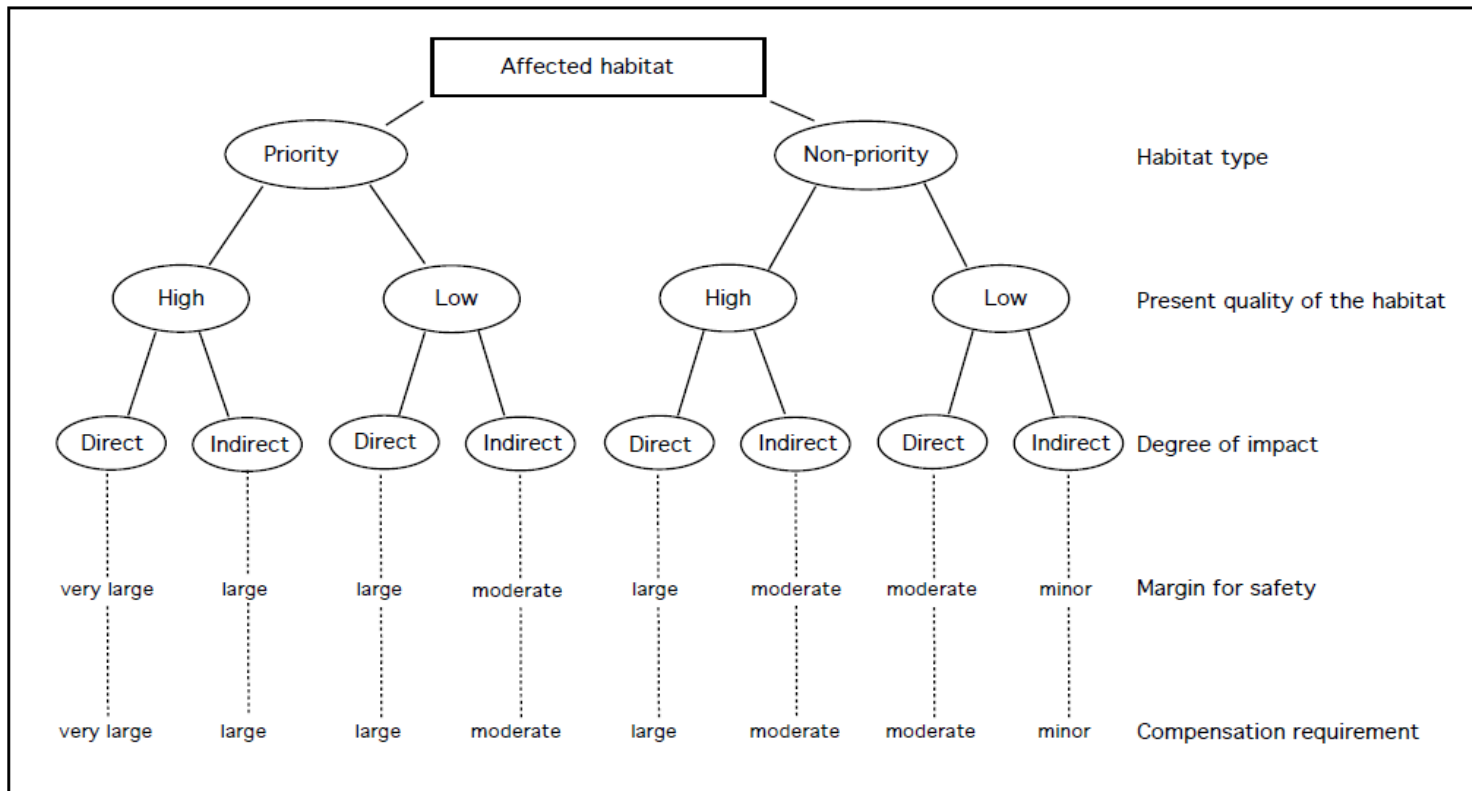 Affected habitat
Priority Non-priority Habitat type
High Low High Low Present quality of the habitat
Direct Indirect Direct Indirect Direct Indirect Direct Indirect Degree of impact
very large large large moderate large moderate moderate minor Margin for safety
very large large large moderate large moderate moderate minor Compensation requirement